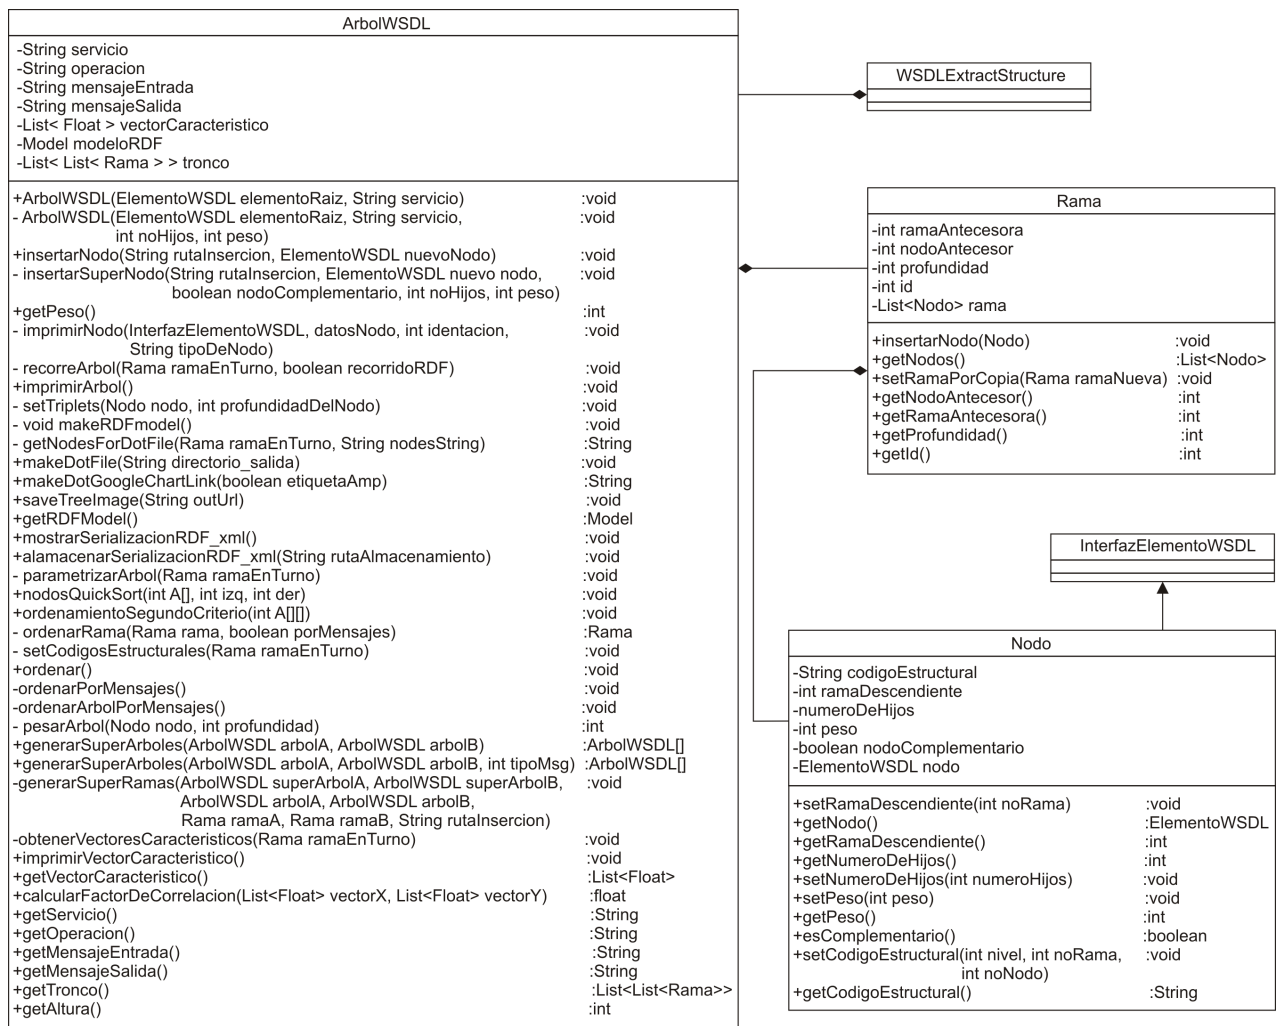 ArbolWSDL
-String servicio
-String operacion
-String mensajeEntrada
-String mensajeSalida
-List< Float > vectorCaracteristico
-Model modeloRDF
-List< List< Rama > > tronco
+ArbolWSDL(ElementoWSDL elementoRaiz, String servicio) :void
- ArbolWSDL(ElementoWSDL elementoRaiz, String servicio, :void
int noHijos, int peso)
+insertarNodo(String rutaInsercion, ElementoWSDL nuevoNodo) :void
- insertarSuperNodo(String rutaInsercion, ElementoWSDL nuevo nodo, :void
boolean nodoComplementario, int noHijos, int peso)
+getPeso() :int
- imprimirNodo(InterfazElementoWSDL, datosNodo, int identacion, :void
String tipoDeNodo)
- recorreArbol(Rama ramaEnTurno, boolean recorridoRDF) :void
+imprimirArbol() :void
- setTriplets(Nodo nodo, int profundidadDelNodo) :void
- void makeRDFmodel() :void
- getNodesForDotFile(Rama ramaEnTurno, String nodesString) :String
+makeDotFile(String directorio_salida) :void
+makeDotGoogleChartLink(boolean etiquetaAmp) :String
+saveTreeImage(String outUrl) :void
+getRDFModel() :Model
+mostrarSerializacionRDF_xml() :void
+alamacenarSerializacionRDF_xml(String rutaAlmacenamiento) :void
- parametrizarArbol(Rama ramaEnTurno) :void
+nodosQuickSort(int A[], int izq, int der) :void
+ordenamientoSegundoCriterio(int A[][]) :void
- ordenarRama(Rama rama, boolean porMensajes) :Rama
- setCodigosEstructurales(Rama ramaEnTurno) :void
+ordenar() :void
-ordenarPorMensajes() :void
-ordenarArbolPorMensajes() :void
- pesarArbol(Nodo nodo, int profundidad) :int
+generarSuperArboles(ArbolWSDL arbolA, ArbolWSDL arbolB) :ArbolWSDL[]
+generarSuperArboles(ArbolWSDL arbolA, ArbolWSDL arbolB, int tipoMsg) :ArbolWSDL[]
-generarSuperRamas(ArbolWSDL superArbolA, ArbolWSDL superArbolB, :void
ArbolWSDL arbolA, ArbolWSDL arbolB,
Rama ramaA, Rama ramaB, String rutaInsercion)
-obtenerVectoresCaracteristicos(Rama ramaEnTurno) :void
+imprimirVectorCaracteristico() :void
+getVectorCaracteristico() :List<Float>
+calcularFactorDeCorrelacion(List<Float> vectorX, List<Float> vectorY) :float
+getServicio() :String
+getOperacion() :String
+getMensajeEntrada() :String
+getMensajeSalida() :String
+getTronco() :List<List<Rama>>
+getAltura() :int
WSDLExtractStructure
Rama
-int ramaAntecesora
-int nodoAntecesor
-int profundidad
-int id
-List<Nodo> rama
+insertarNodo(Nodo) :void
+getNodos() :List<Nodo>
+setRamaPorCopia(Rama ramaNueva) :void
+getNodoAntecesor() :int
+getRamaAntecesora() :int
+getProfundidad() :int
+getId() :int
InterfazElementoWSDL
Nodo
-String codigoEstructural
-int ramaDescendiente
-numeroDeHijos
-int peso
-boolean nodoComplementario
-ElementoWSDL nodo
+setRamaDescendiente(int noRama) :void
+getNodo() :ElementoWSDL
+getRamaDescendiente() :int
+getNumeroDeHijos() :int
+setNumeroDeHijos(int numeroHijos) :void
+setPeso(int peso) :void
+getPeso() :int
+esComplementario() :boolean
+setCodigoEstructural(int nivel, int noRama, :void
int noNodo)
+getCodigoEstructural() :String